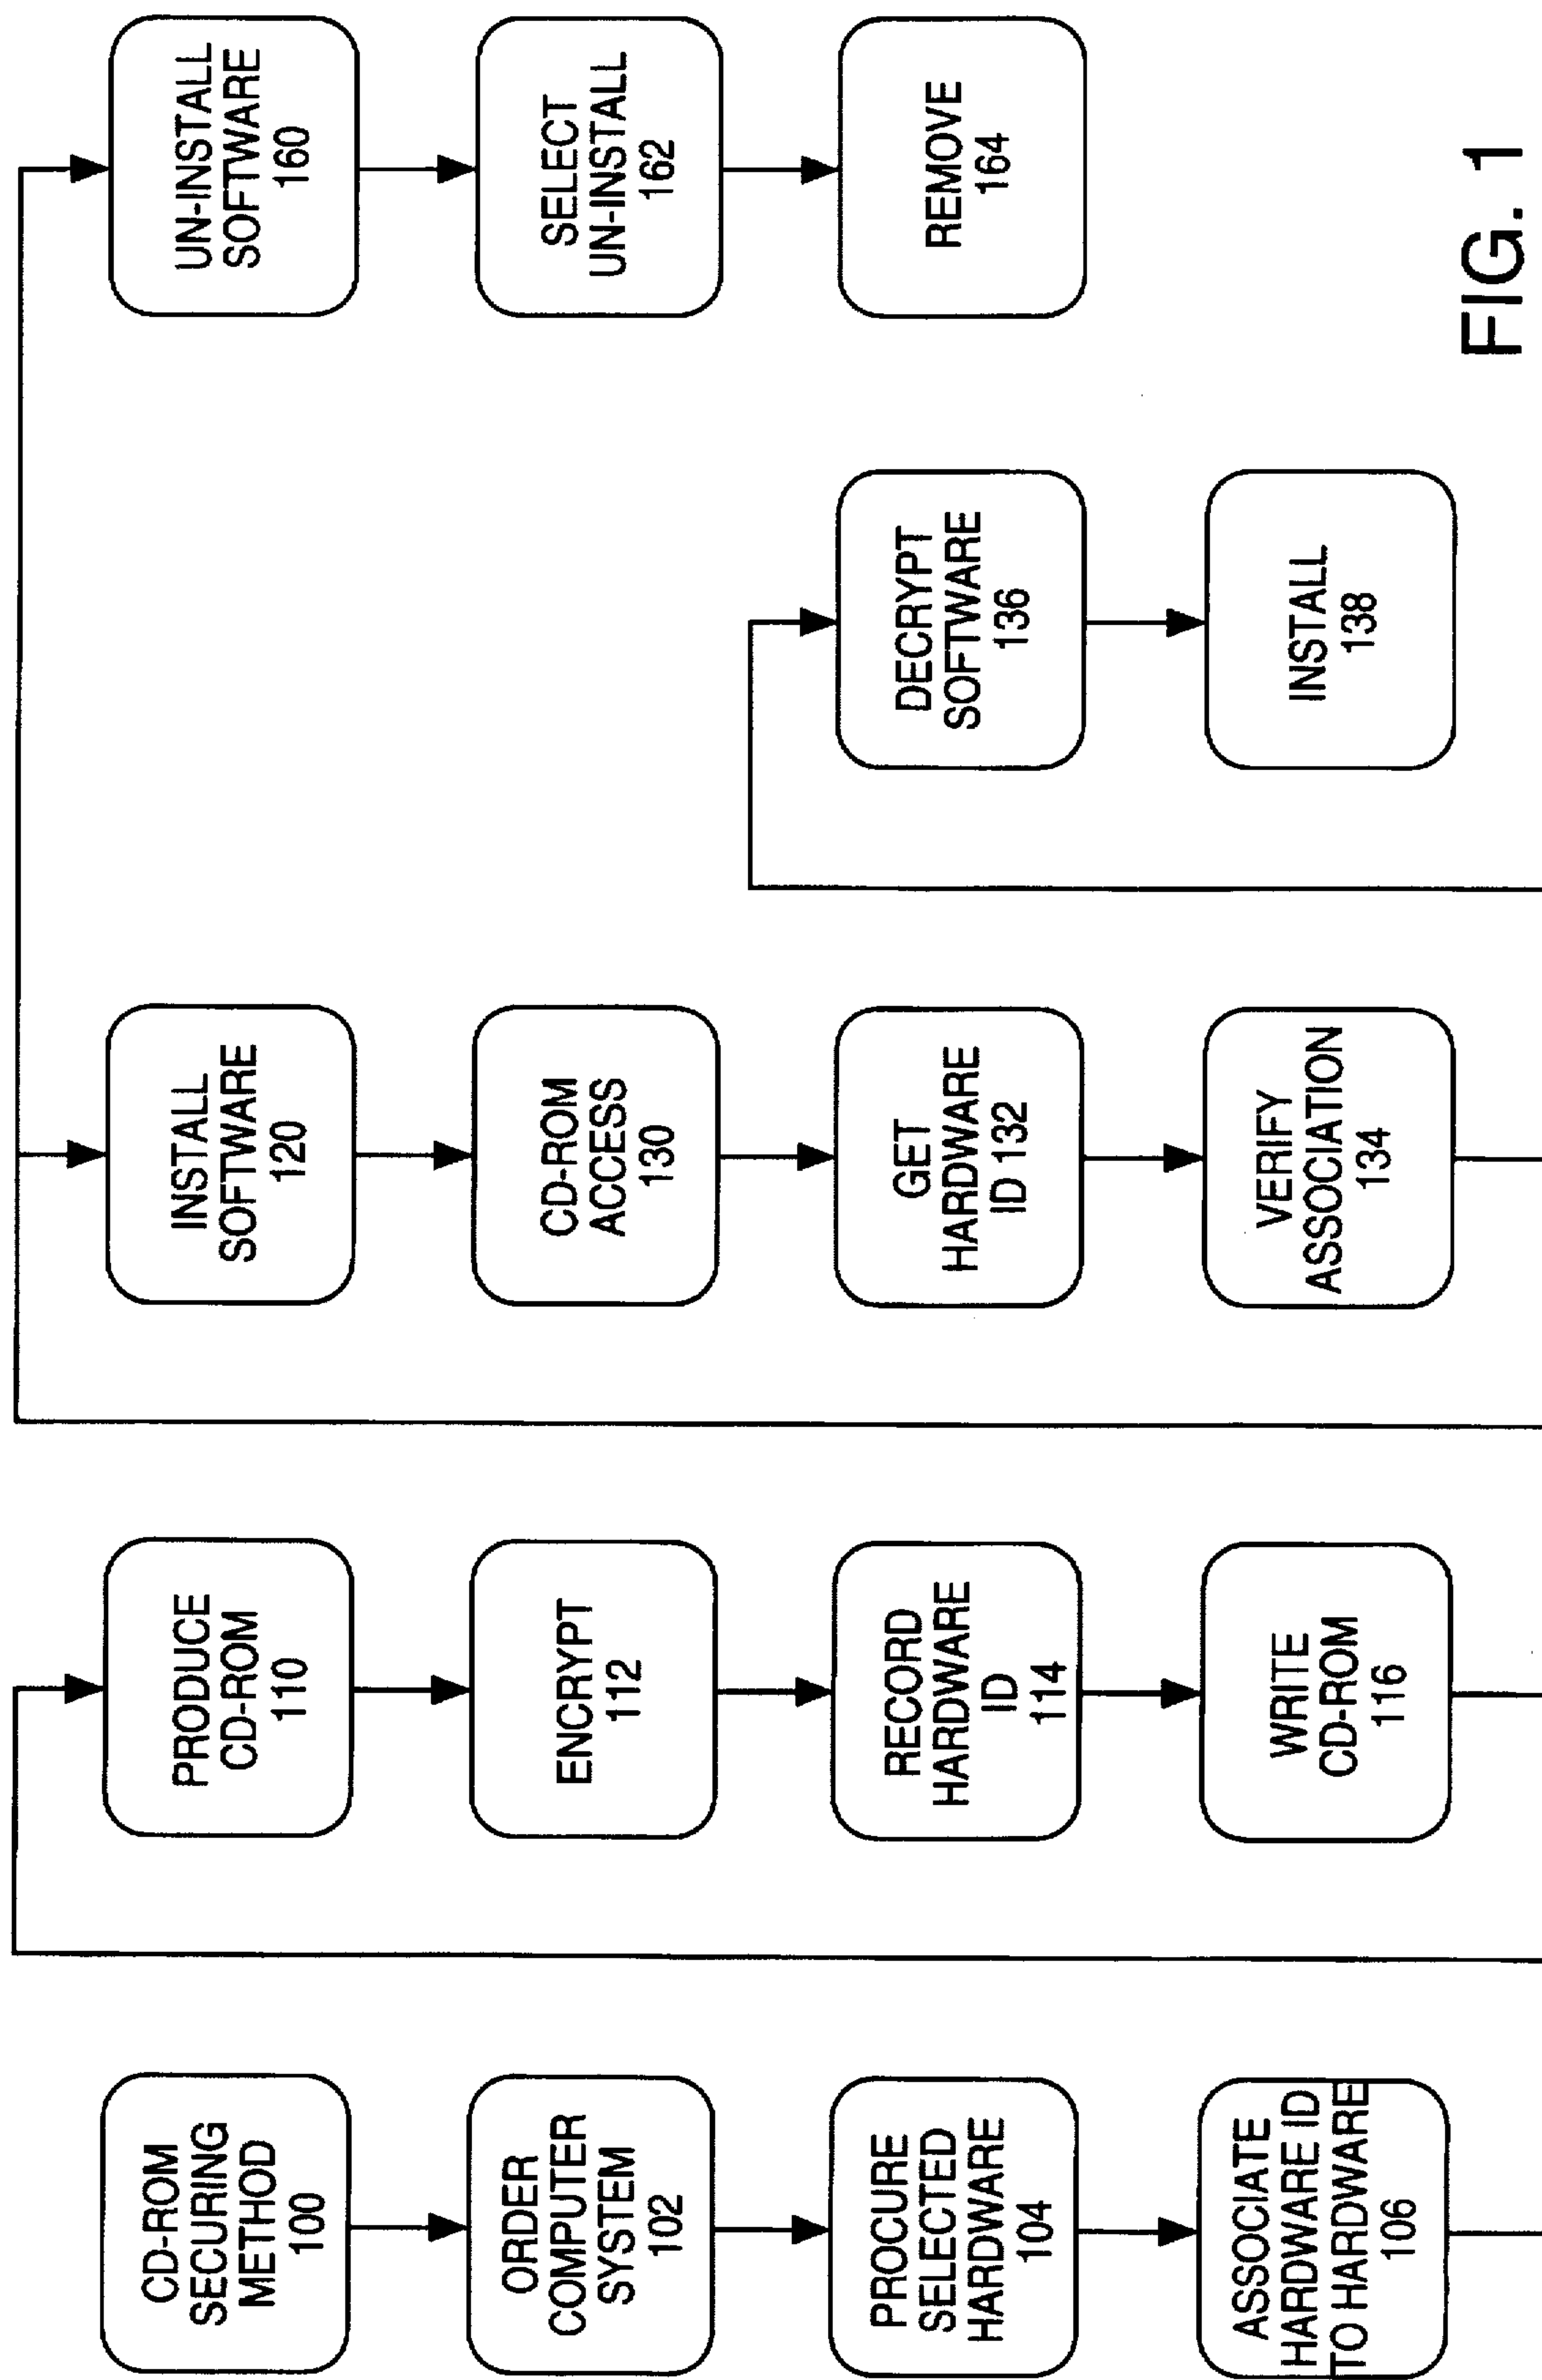 CD-ROM
SECURING
METHOD
100
ORDER
COMPUTER
SYSTEM
102
PROCURE
SELECTED
HARDWARE
104
ASSOCIATE
HARDWARE ID
TO HARDWARE
106
PRODUCE
CD-ROM
110
ENCRYPT
112
RECORD
HARDWARE
ID
114
WRITE
CD-ROM
116
INSTALL
SOFTWARE
120
CD-ROM
ACCESS
130
GET
HARDWARE
ID 132
VERIFY
ASSOCIATION
134
DECRYPT
SOFTWARE
136
INSTALL
138
UN-INSTALL
SOFTWARE
160
SELECT
UN-INSTALL
162
REMOVE
164
FIG. 1